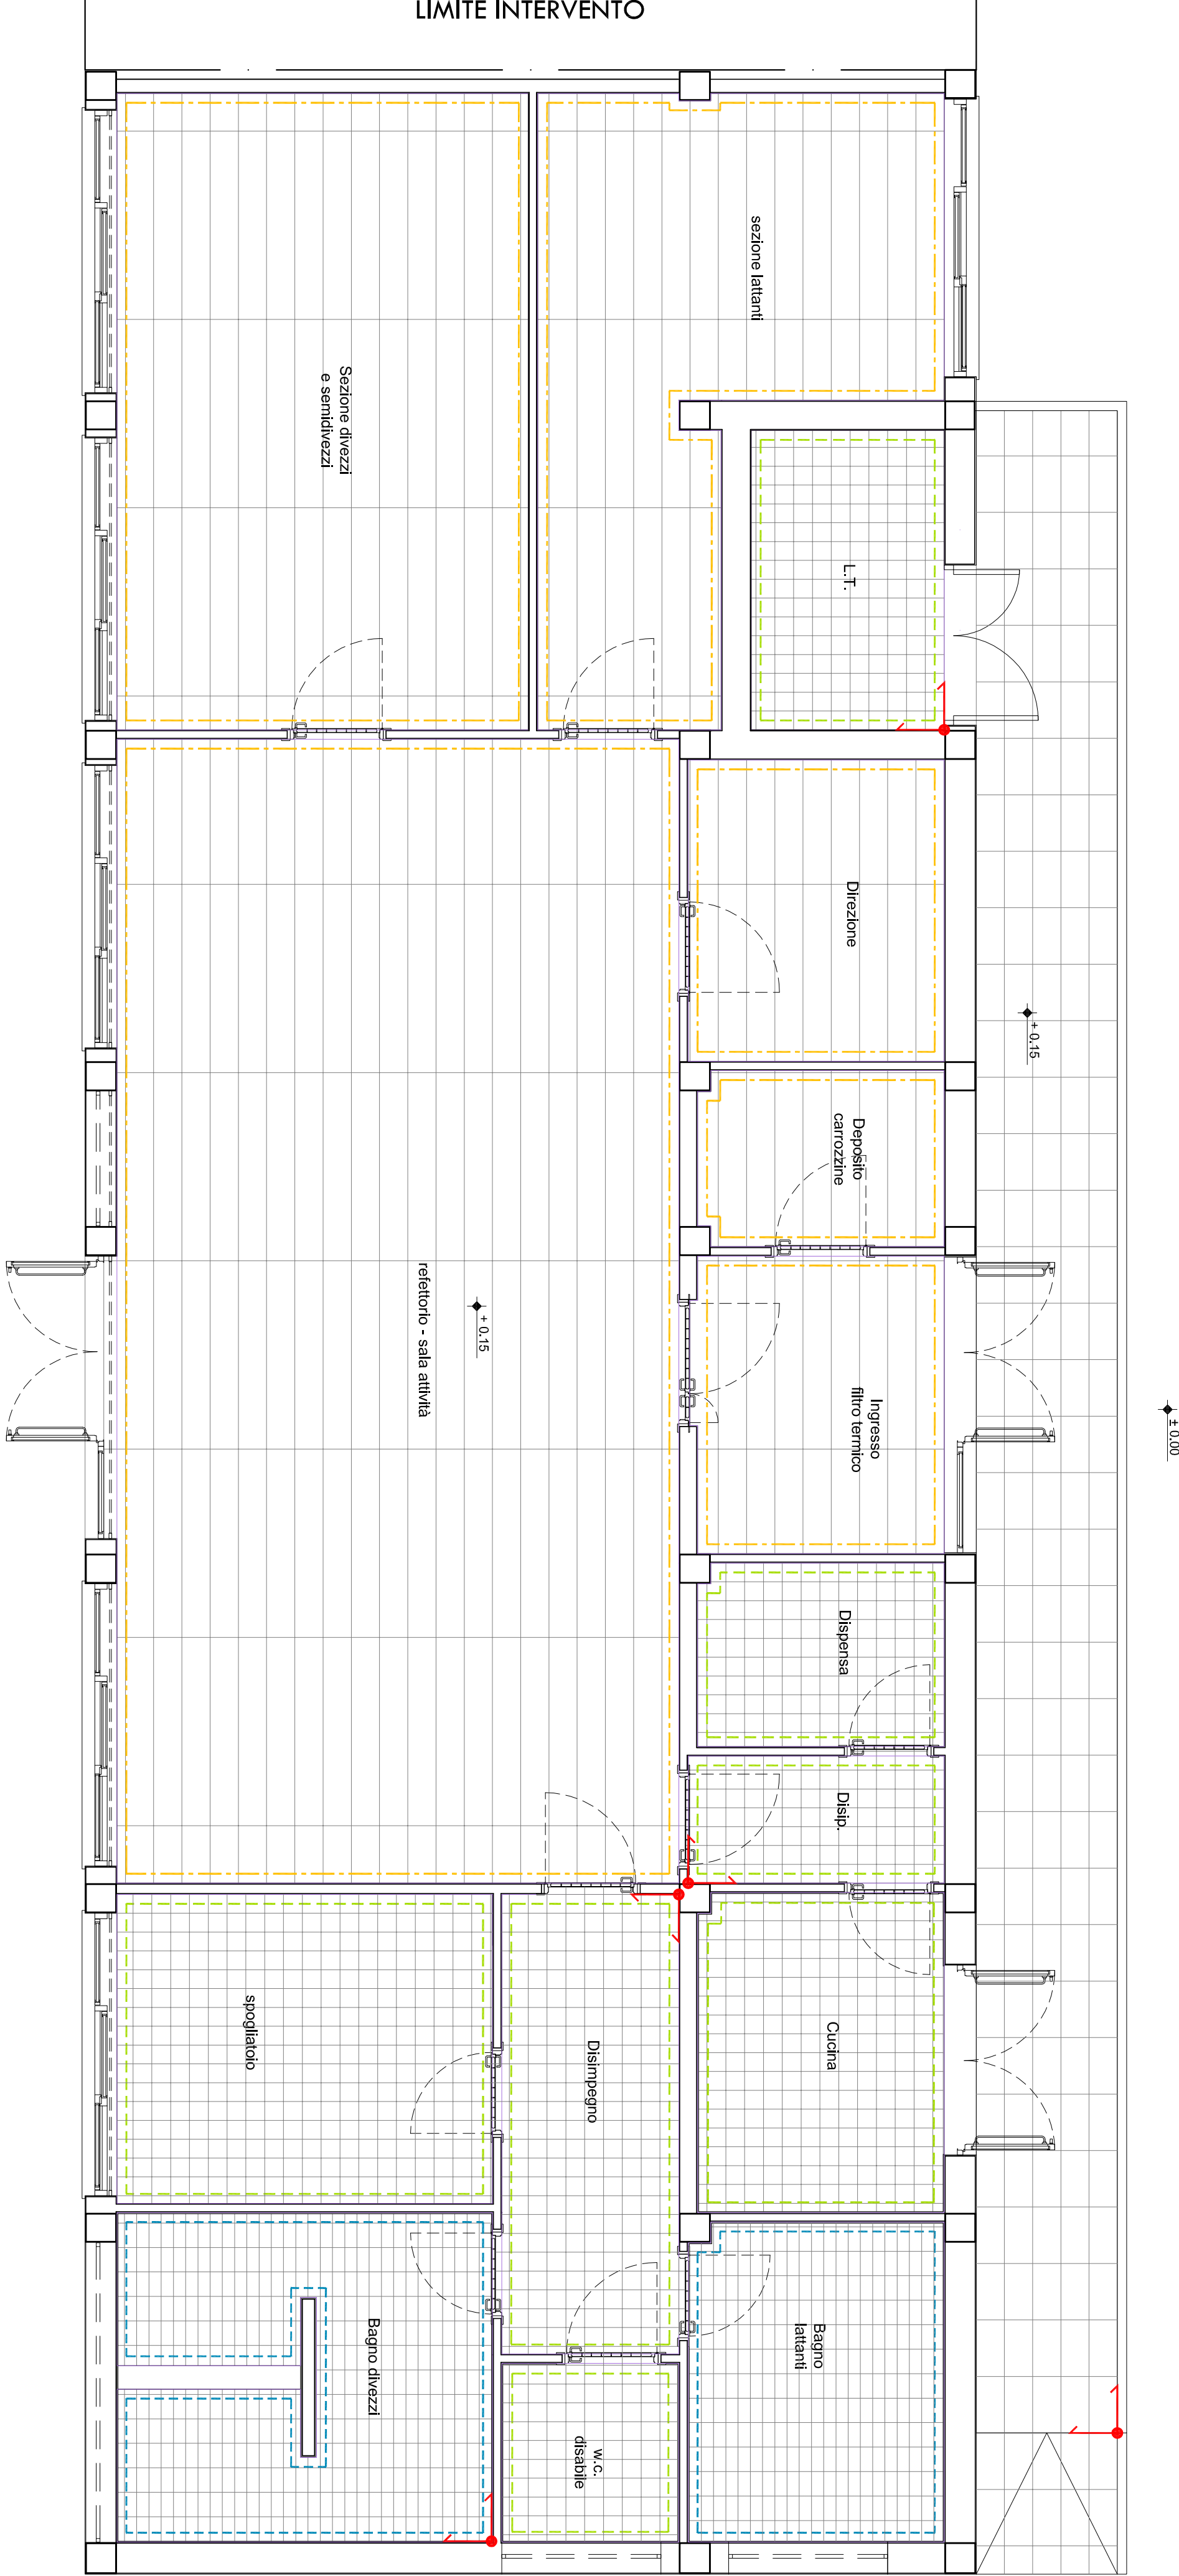 LIMITE INTERVENTO
sezione lattanti
Sezione divezzi
e semidivezzi
L.T.
Direzione
+ 0.15
Deposito
carrozzine
refettorio - sala attività
+ 0.15
Ingresso
filtro termico
± 0.00
Dispensa
Disip.
spogliatoio
Disimpegno
Cucina
Bagno divezzi
Bagno
lattanti
w.c.
disabile